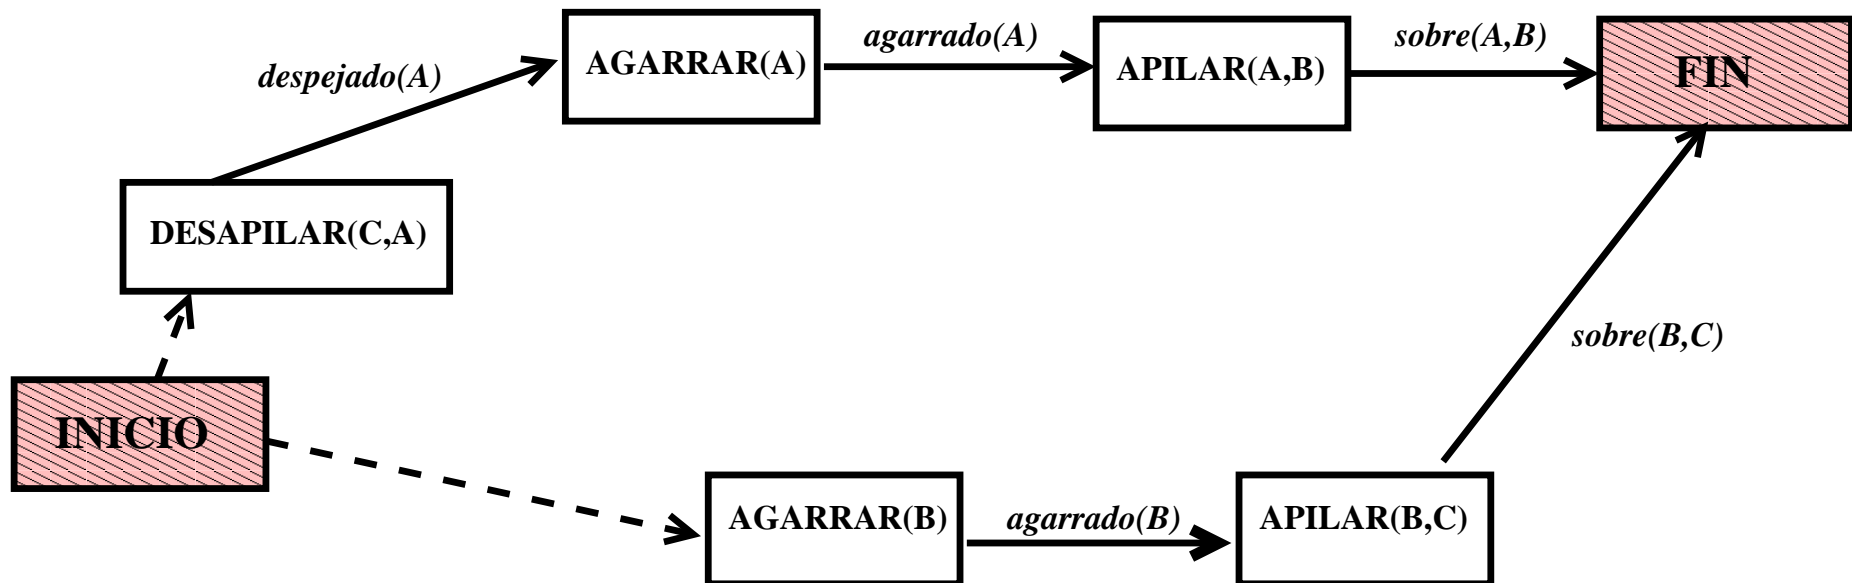 agarrado(A)
sobre(A,B)
despejado(A)
AGARRAR(A)
APILAR(A,B)
FIN
DESAPILAR(C,A)
sobre(B,C)
INICIO
AGARRAR(B)
agarrado(B)
APILAR(B,C)